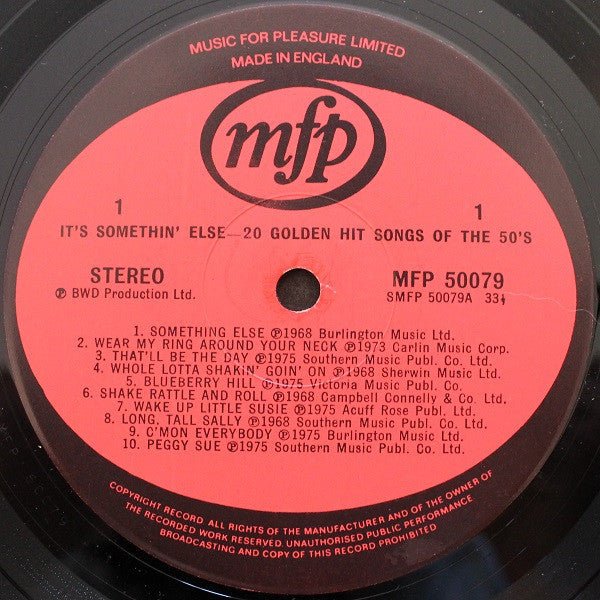 MUSIC FOR PLEASURE LIMITED
MADE IN ENGLAND
mfp
1 1
IT'S SOMETHIN' ELSE—20 GOLDEN HIT SONGS OF THE 50'S
STEREO MFP 50079
℗ BWD Production Ltd. SMFP 50079A 33⅓
1. SOMETHING ELSE ℗1968 Burlington Music Ltd.
2. WEAR MY RING AROUND YOUR NECK ℗1973 Carlin Music Corp.
3. THAT'LL BE THE DAY ℗1975 Southern Music Publ. Co. Ltd.
4. WHOLE LOTTA SHAKIN' GOIN' ON ℗1968 Sherwin Music Ltd.
5. BLUEBERRY HILL ℗1975 Victoria Music Publ. Co.
6. SHAKE RATTLE AND ROLL ℗1968 Campbell Connelly & Co. Ltd,
7. WAKE UP LITTLE SUSIE ℗1975 Acuff Rose Publ. Ltd.
8. LONG, TALL SALLY ℗1968 Southern Music Publ. Co. Ltd.
9. C'MON EVERYBODY ℗1975 Burlington Music Ltd.
10. PEGGY SUE ℗1975 Southern Music Publ. Co. Ltd.
COPYRIGHT RECORD. ALL RIGHTS OF THE MANUFACTURER AND OF THE OWNER OF
THE RECORDED WORK RESERVED. UNAUTHORISED PUBLIC PERFORMANCE
BROADCASTING AND COPY OF THIS RECORD PROHIBITED